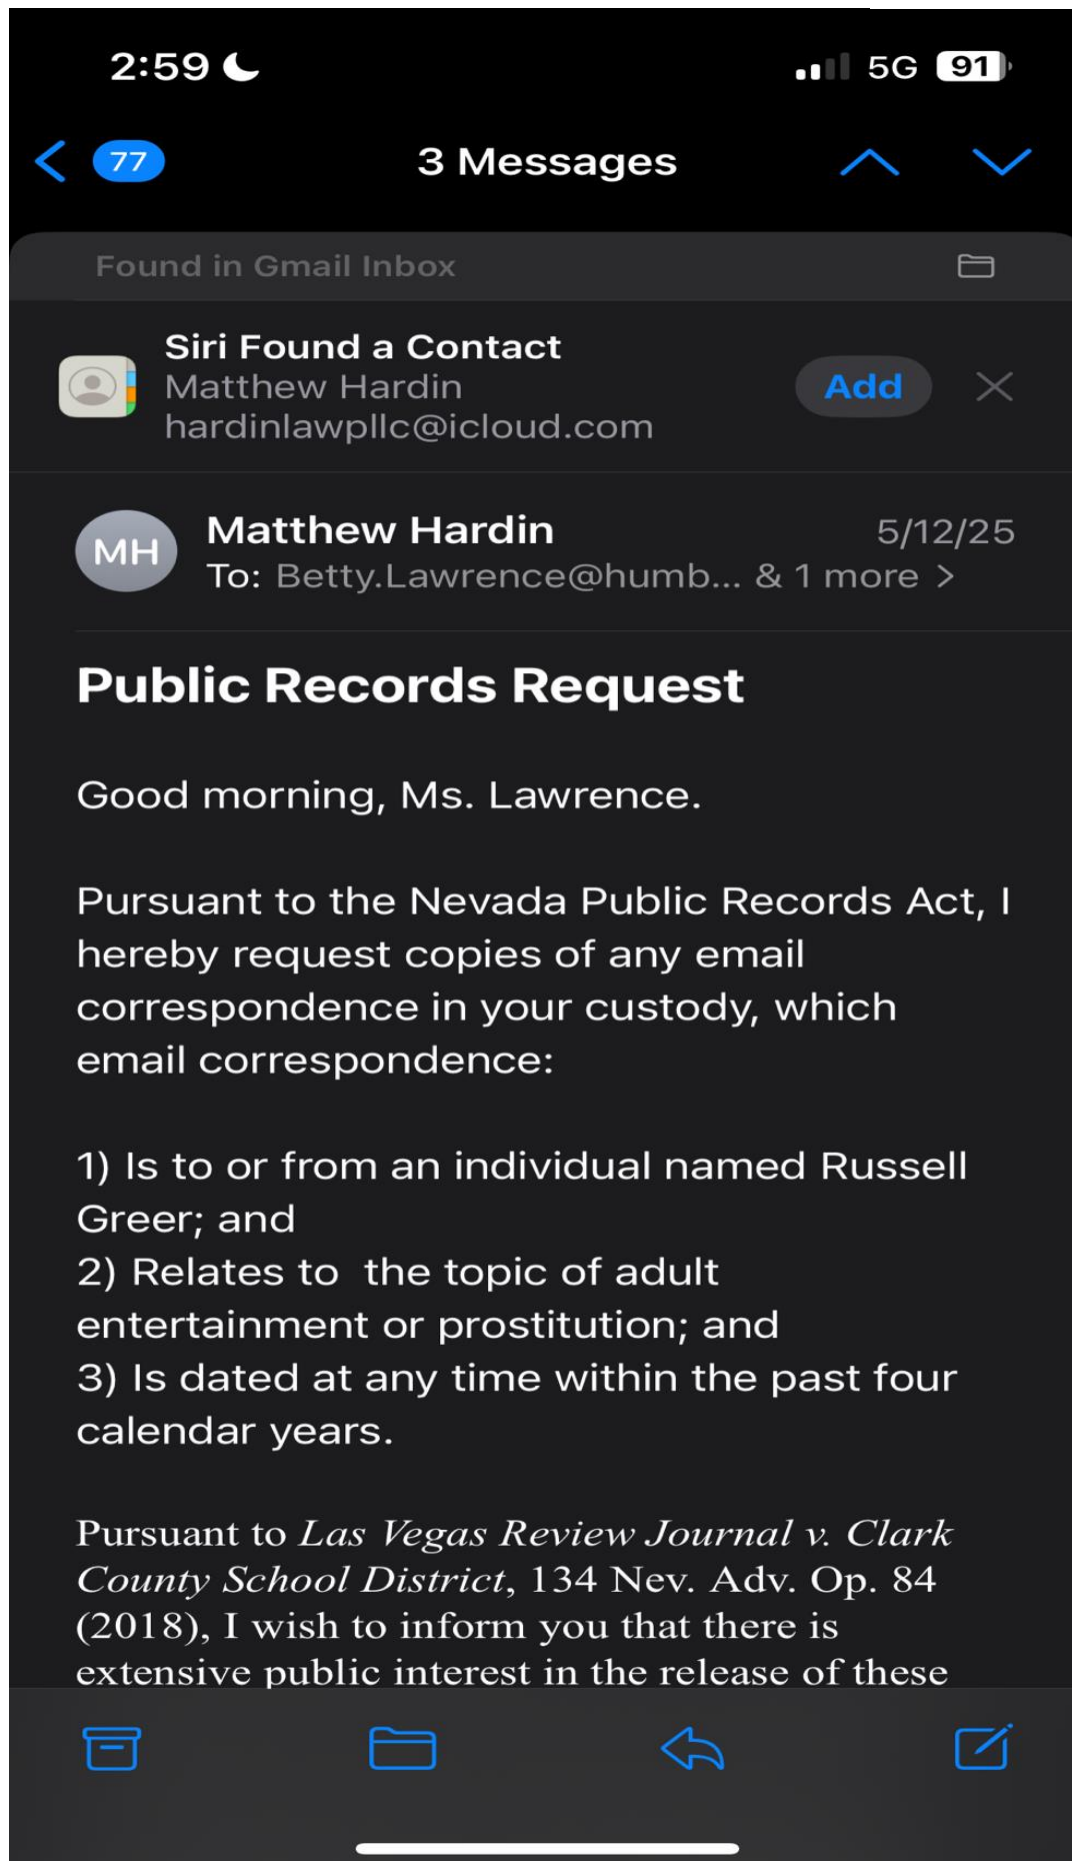 2:59
5G 91
77
3 Messages
Found in Gmail Inbox
Siri Found a Contact
Matthew Hardin
hardinlawpllc@icloud.com
Add
MH
Matthew Hardin
5/12/25
To: Betty.Lawrence@humb... & 1 more >
Public Records Request
Good morning, Ms. Lawrence.
Pursuant to the Nevada Public Records Act, I
hereby request copies of any email
correspondence in your custody, which
email correspondence:
1) Is to or from an individual named Russell
Greer; and
2) Relates to  the topic of adult
entertainment or prostitution; and
3) Is dated at any time within the past four
calendar years.
Pursuant to Las Vegas Review Journal v. Clark
County School District, 134 Nev. Adv. Op. 84
(2018), I wish to inform you that there is
extensive public interest in the release of these